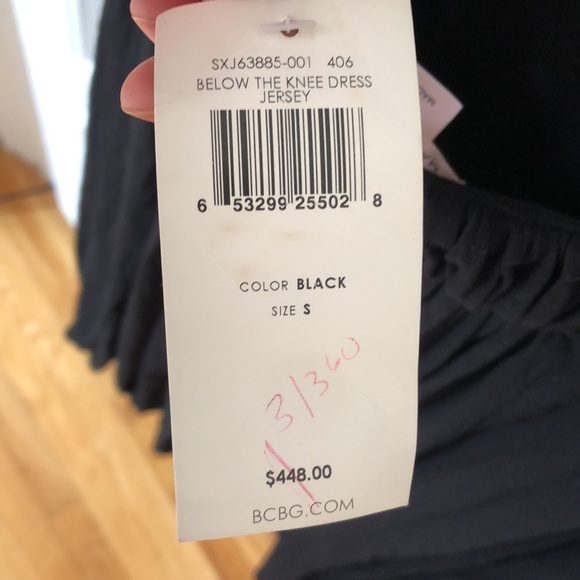 SXJ63885-001 406
BELOW THE KNEE DRESS
JERSEY
6 53299 25502 8
COLOR BLACK
SIZE S
3/360
$448.00
BCBG.COM